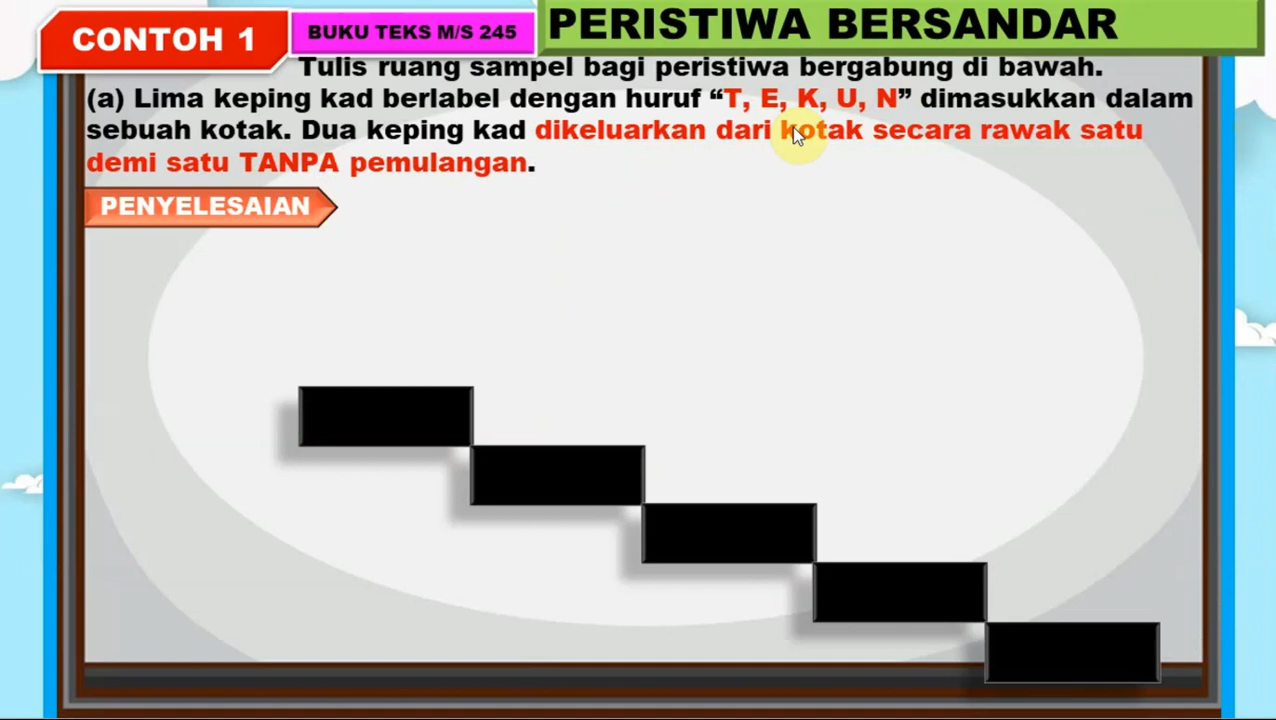 CONTOH 1
BUKU TEKS M/S 245
PERISTIWA BERSANDAR
Tulis ruang sampel bagi peristiwa bergabung di bawah.
(a) Lima keping kad berlabel dengan huruf “T, E, K, U, N” dimasukkan dalam
sebuah kotak. Dua keping kad dikeluarkan dari kotak secara rawak satu
demi satu TANPA pemulangan.
PENYELESAIAN